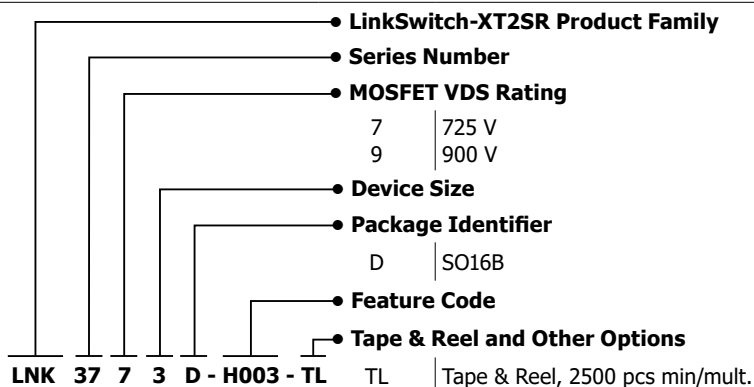 LinkSwitch-XT2SR Product Family
Series Number
MOSFET VDS Rating
7 725 V
9 900 V
Device Size
Package Identifier
D SO16B
Feature Code
Tape & Reel and Other Options
LNK 37 7 3 D - H003 - TL TL Tape & Reel, 2500 pcs min/mult.